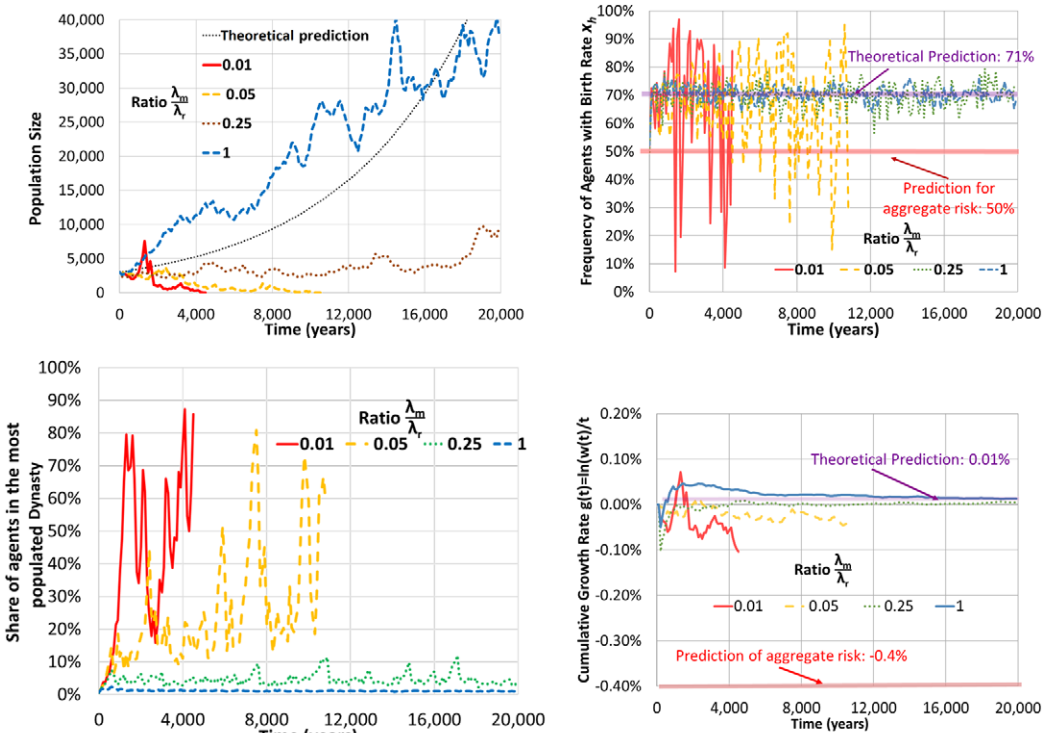 40,000
35,000
30,000
25,000
20,000
15,000
10,000
5,000
0
Population Size
Theoretical prediction
0.01
Ratio λm/λr
0.05
0.25
1
0 4,000 8,000 12,000 16,000 20,000
Time (years)
100%
90%
80%
70%
60%
50%
40%
30%
20%
10%
0%
Frequency of Agents with Birth Rate xh
Theoretical Prediction: 71%
Prediction for
aggregate risk: 50%
Ratio λm/λr
0.01 0.05 0.25 1
0 4,000 8,000 12,000 16,000 20,000
Time (years)
100%
90%
80%
70%
60%
50%
40%
30%
20%
10%
0%
Share of agents in the most
populated Dynasty
Ratio λm/λr
0.01 0.05 0.25 1
0 4,000 8,000 12,000 16,000 20,000
Time (years)
0.20%
0.10%
0.00%
-0.10%
-0.20%
-0.30%
-0.40%
Cumulative Growth Rate g(t)=ln(w(t)/t
Theoretical Prediction: 0.01%
Ratio λm/λr
0.01 0.05 0.25 1
Prediction of aggregate risk: -0.4%
0 4,000 8,000 12,000 16,000 20,000
Time (years)